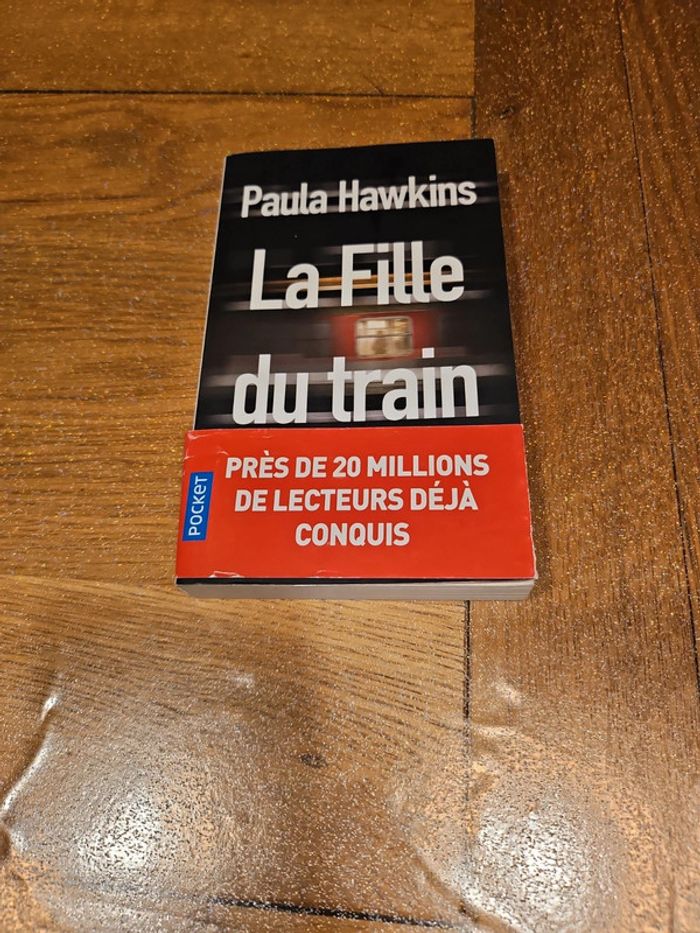 Paula Hawkins
La Fille
du train
PRÈS DE 20 MILLIONS
DE LECTEURS DÉJÀ
CONQUIS
POCKET